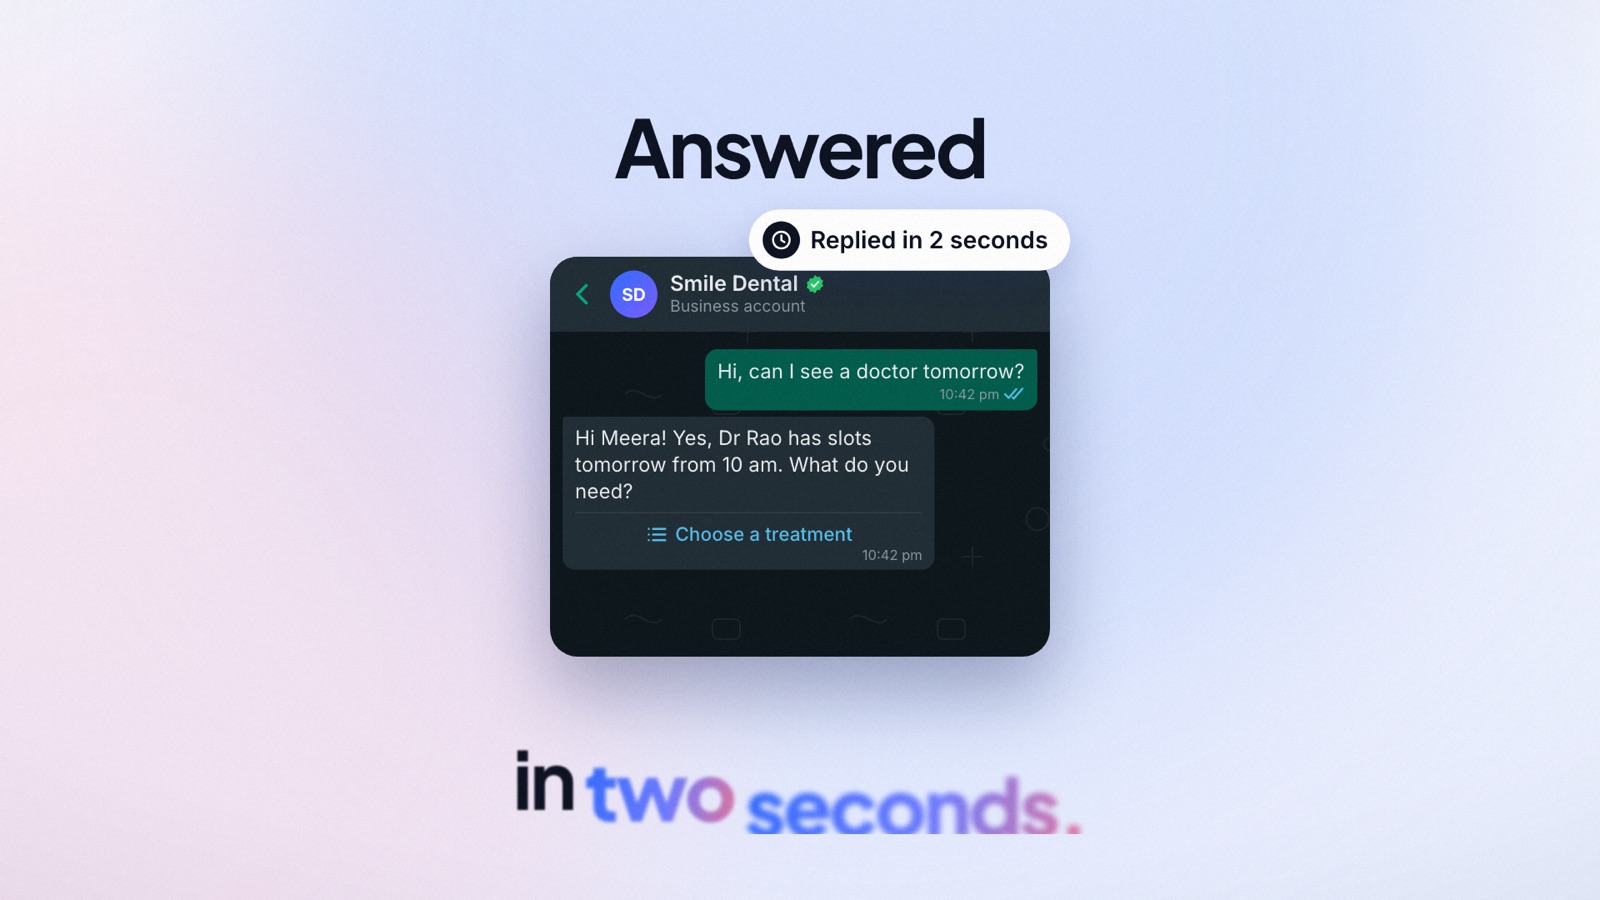 Answered
Replied in 2 seconds
SD
Smile Dental
Business account
Hi, can I see a doctor tomorrow?
10:42 pm
Hi Meera! Yes, Dr Rao has slots
tomorrow from 10 am. What do you
need?
Choose a treatment
10:42 pm
in two seconds.